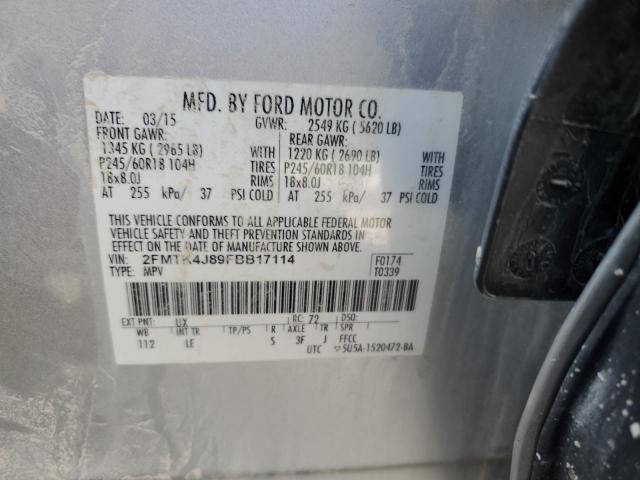 MFD. BY FORD MOTOR CO.
DATE: 03/15 GVWR: 2549 KG ( 5620 LB)
FRONT GAWR: REAR GAWR:
1345 KG ( 2965 LB) WITH 1220 KG ( 2690 LB) WITH
P245/60R18 104H TIRES P245/60R18 104H TIRES
18x8.0J RIMS 18x8.0J RIMS
AT 255 kPa/ 37 PSI COLD AT 255 kPa/ 37 PSI COLD
THIS VEHICLE CONFORMS TO ALL APPLICABLE FEDERAL MOTOR
VEHICLE SAFETY AND THEFT PREVENTION STANDARDS IN
EFFECT ON THE DATE OF MANUFACTURE SHOWN ABOVE.
VIN: 2FMTK4J89FBB17114 F0174
TYPE: MPV T0339
EXT PNT: UX RC: 72 DSO:
WB INT TR TP/PS R AXLE TR SPR
112 LE S 3F J FFCC
UTC 5U5A-1520472-BA